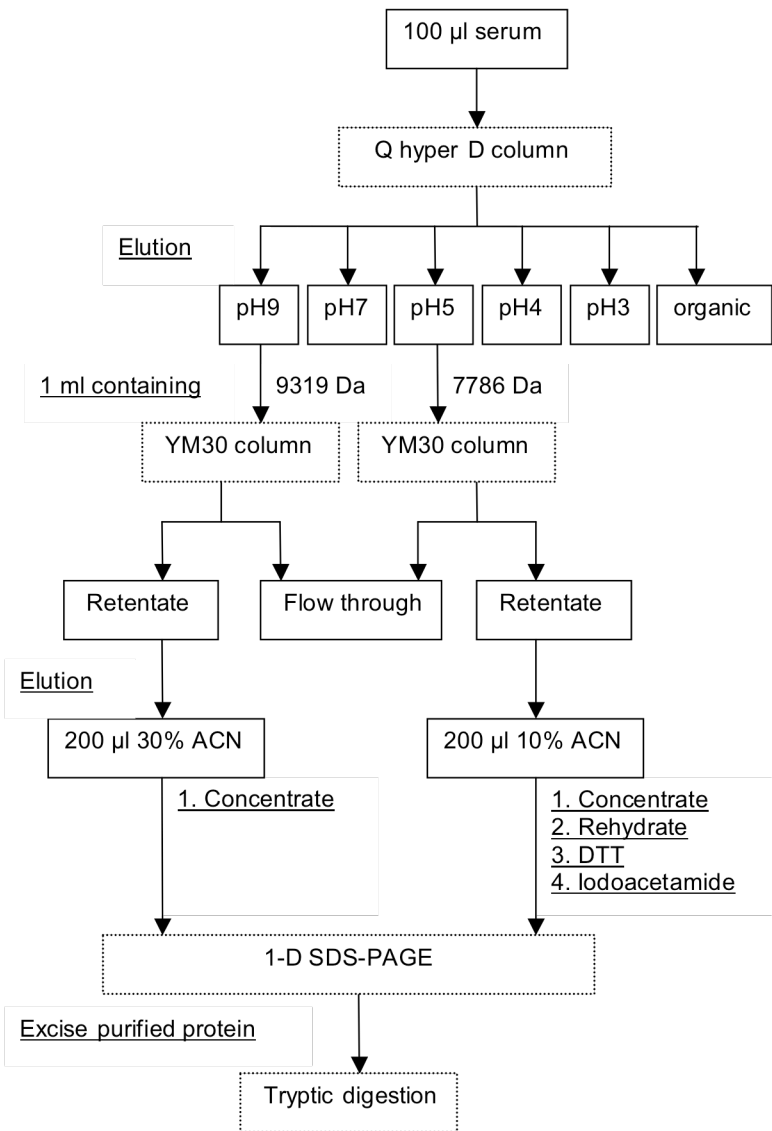 100 µl serum
Q hyper D column
Elution
pH9 pH7 pH5 pH4 pH3 organic
1 ml containing 9319 Da 7786 Da
YM30 column YM30 column
Retentate Flow through Retentate
Elution
200 µl 30% ACN 200 µl 10% ACN
1. Concentrate
1. Concentrate
2. Rehydrate
3. DTT
4. Iodoacetamide
1-D SDS-PAGE
Excise purified protein
Tryptic digestion